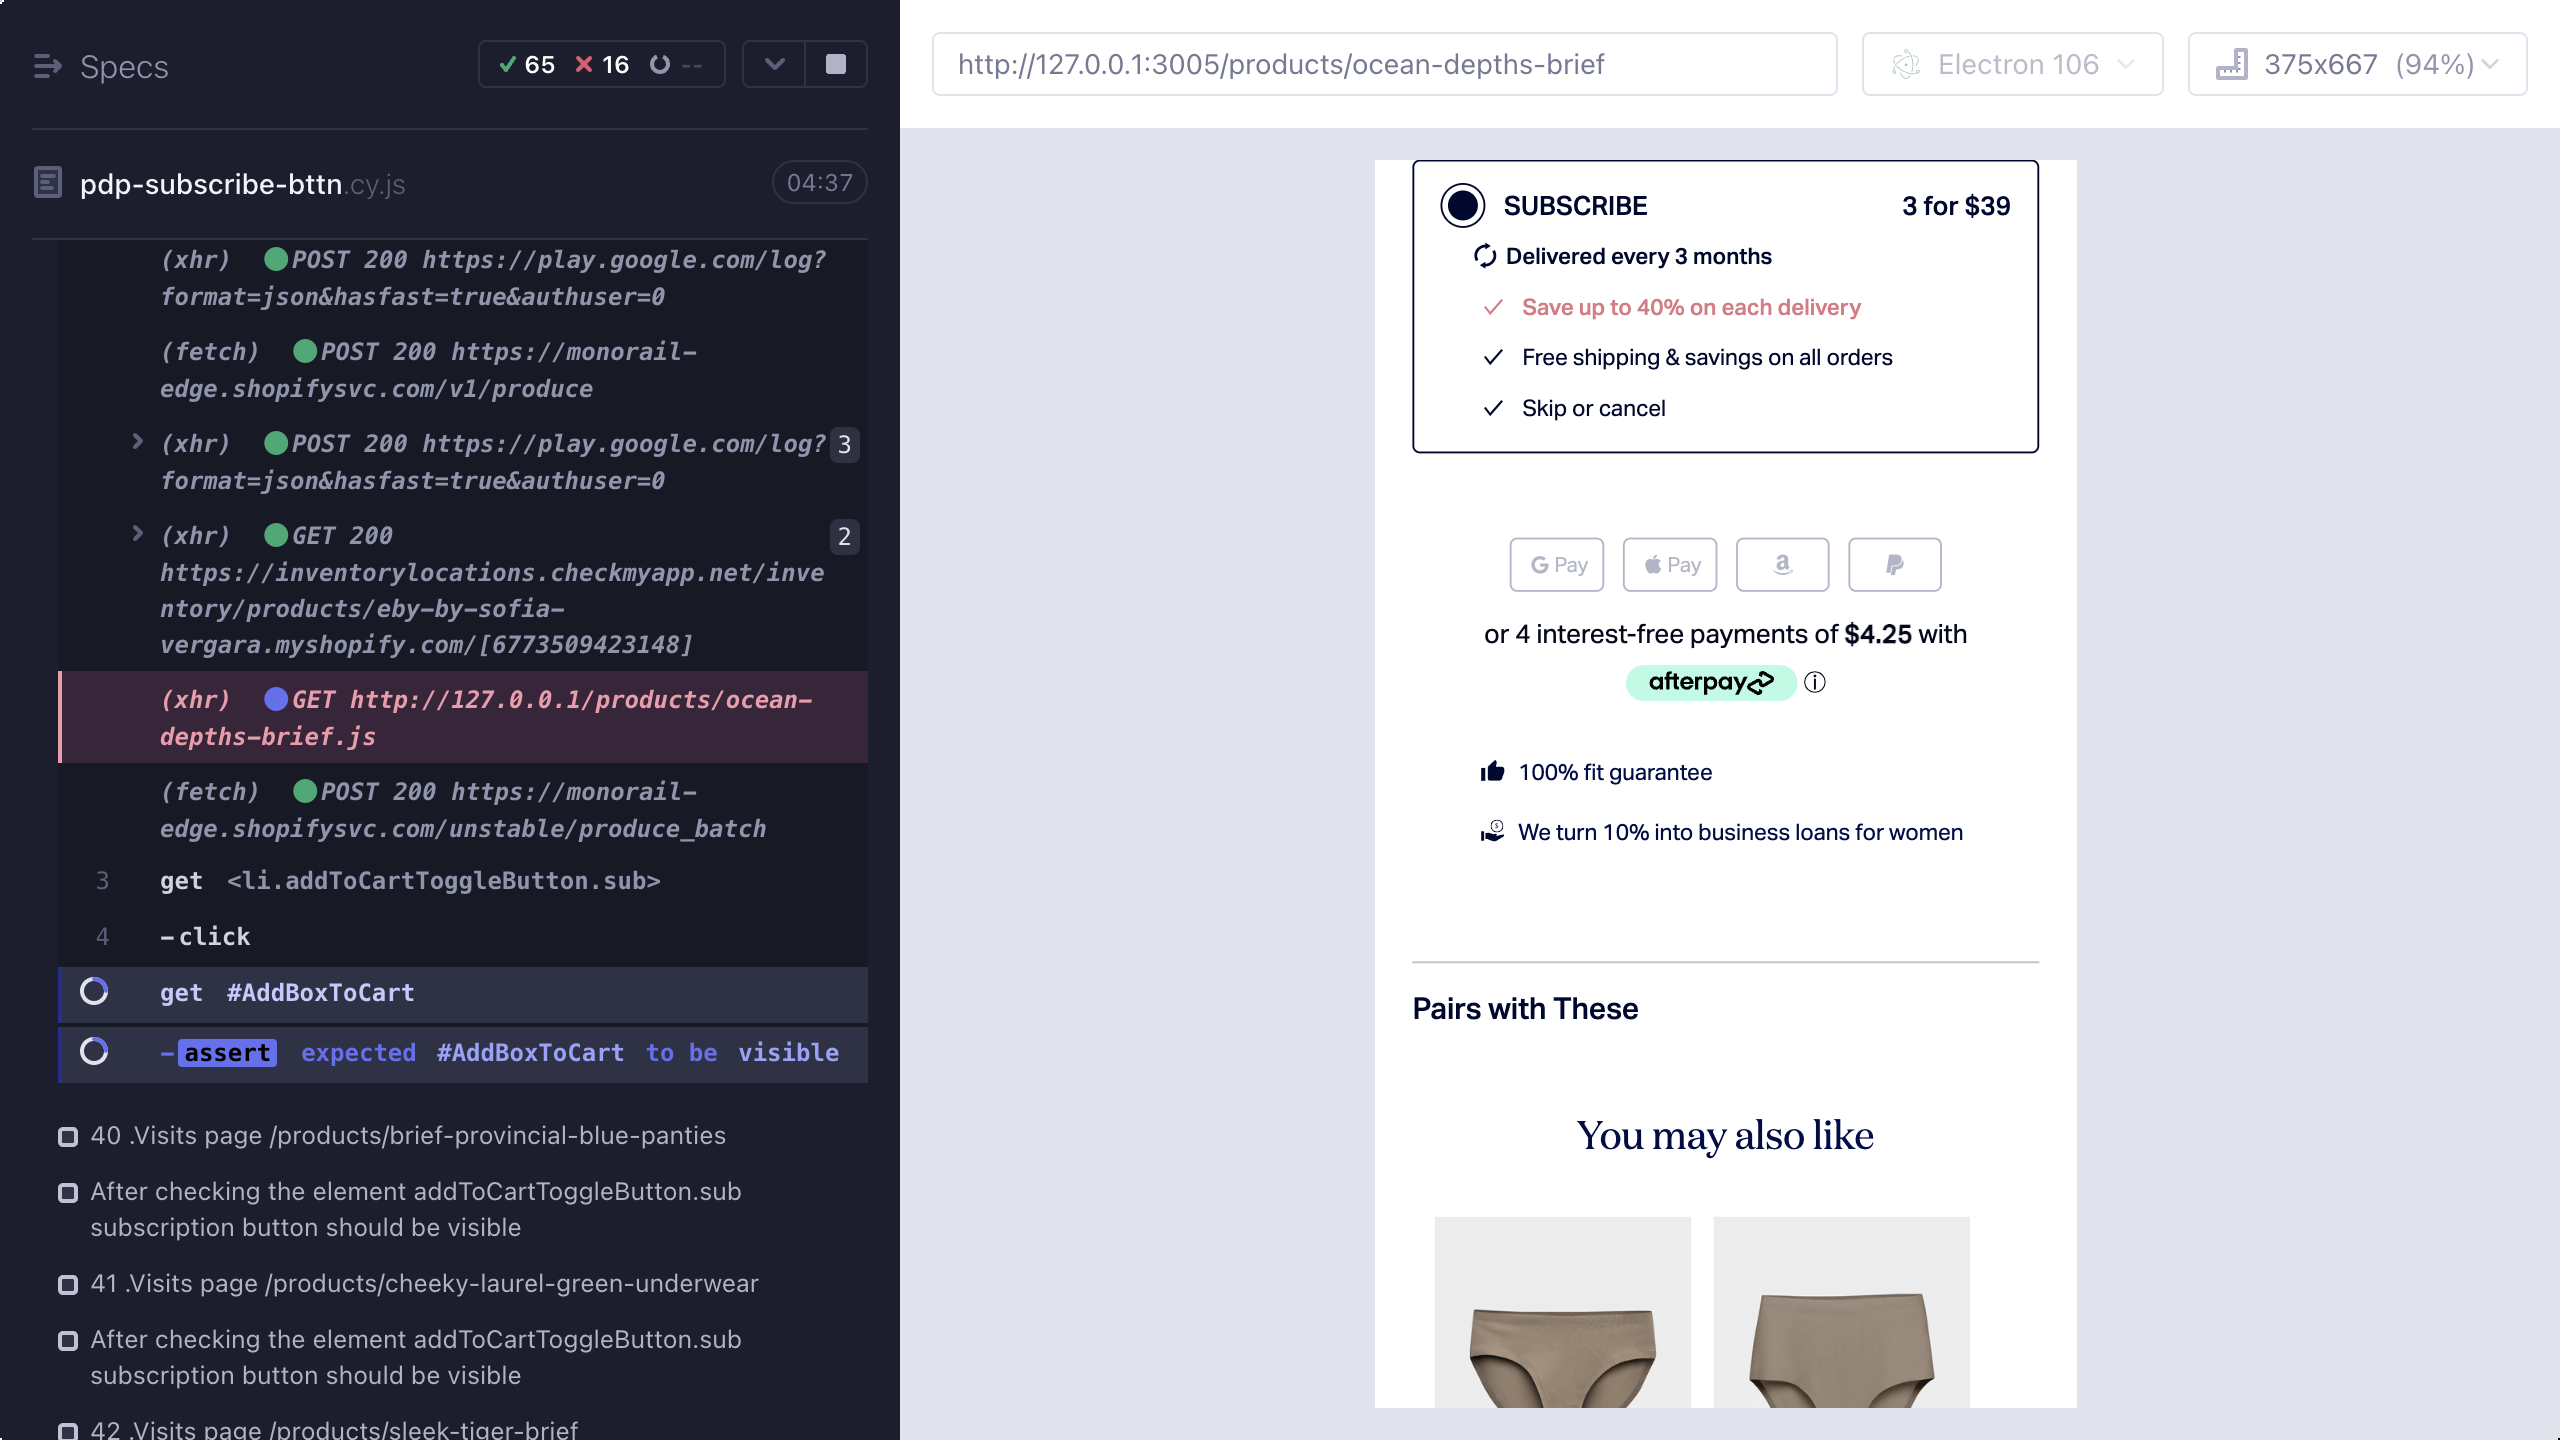 Specs
65 16 --
pdp-subscribe-bttn.cy.js
04:37
(xhr) POST 200 https://play.google.com/log?
format=json&hasfast=true&authuser=0
(fetch) POST 200 https://monorail-
edge.shopifysvc.com/v1/produce
(xhr) POST 200 https://play.google.com/log? 3
format=json&hasfast=true&authuser=0
(xhr) GET 200 2
https://inventorylocations.checkmyapp.net/inve
ntory/products/eby-by-sofia-
vergara.myshopify.com/[6773509423148]
(xhr) GET http://127.0.0.1/products/ocean-
depths-brief.js
(fetch) POST 200 https://monorail-
edge.shopifysvc.com/unstable/produce_batch
3 get <li.addToCartToggleButton.sub>
4 -click
get #AddBoxToCart
-assert expected #AddBoxToCart to be visible
40 .Visits page /products/brief-provincial-blue-panties
After checking the element addToCartToggleButton.sub
subscription button should be visible
41 .Visits page /products/cheeky-laurel-green-underwear
After checking the element addToCartToggleButton.sub
subscription button should be visible
42 .Visits page /products/sleek-tiger-brief
http://127.0.0.1:3005/products/ocean-depths-brief
Electron 106
375x667 (94%)
SUBSCRIBE 3 for $39
Delivered every 3 months
Save up to 40% on each delivery
Free shipping & savings on all orders
Skip or cancel
G Pay Pay a P
or 4 interest-free payments of $4.25 with
afterpay
100% fit guarantee
We turn 10% into business loans for women
Pairs with These
You may also like